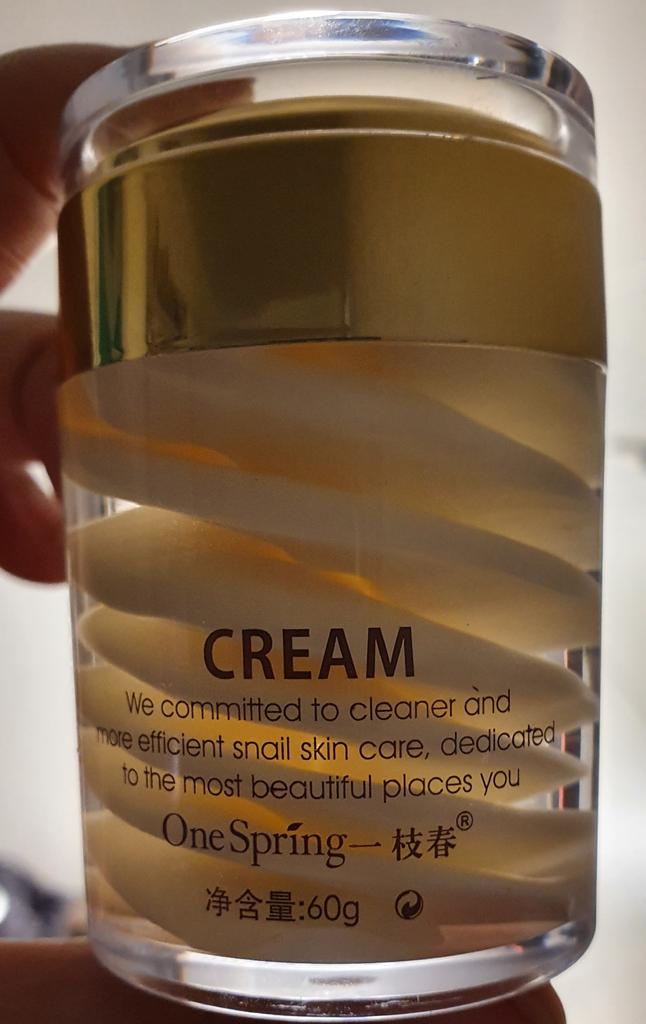 CREAM
We committed to cleaner and
more efficient snail skin care, dedicated
to the most beautiful places you
OneSpring一枝春®
净含量:60g